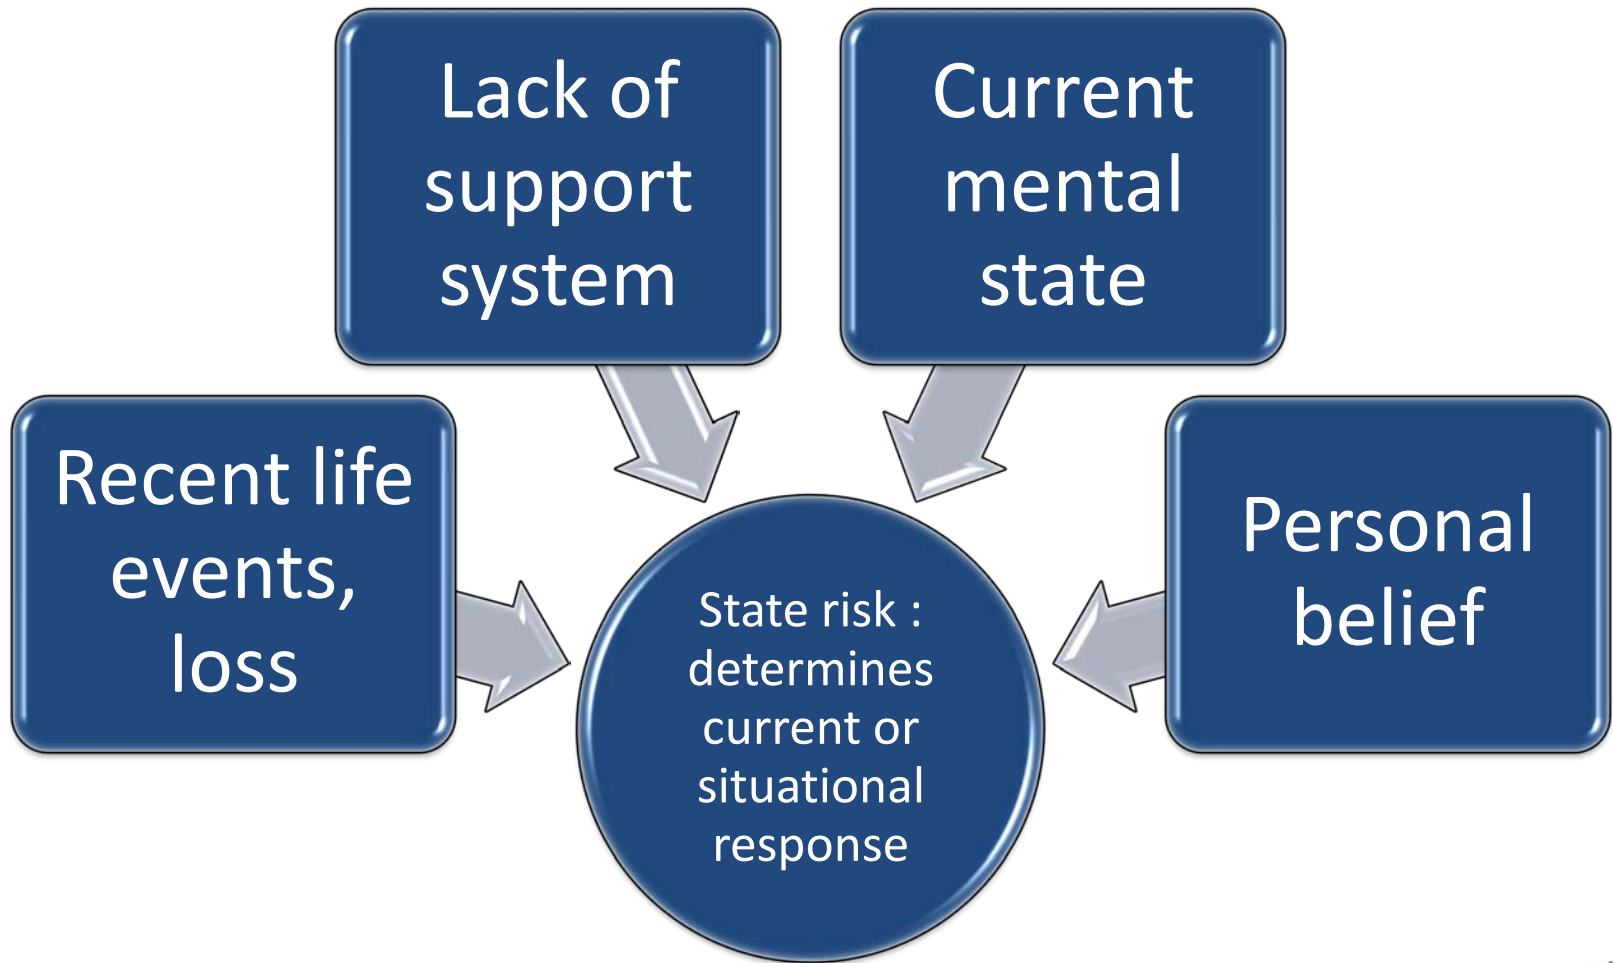 Lack of
support
system
Current
mental
state
Recent life
events,
loss
Personal
belief
State risk :
determines
current or
situational
response